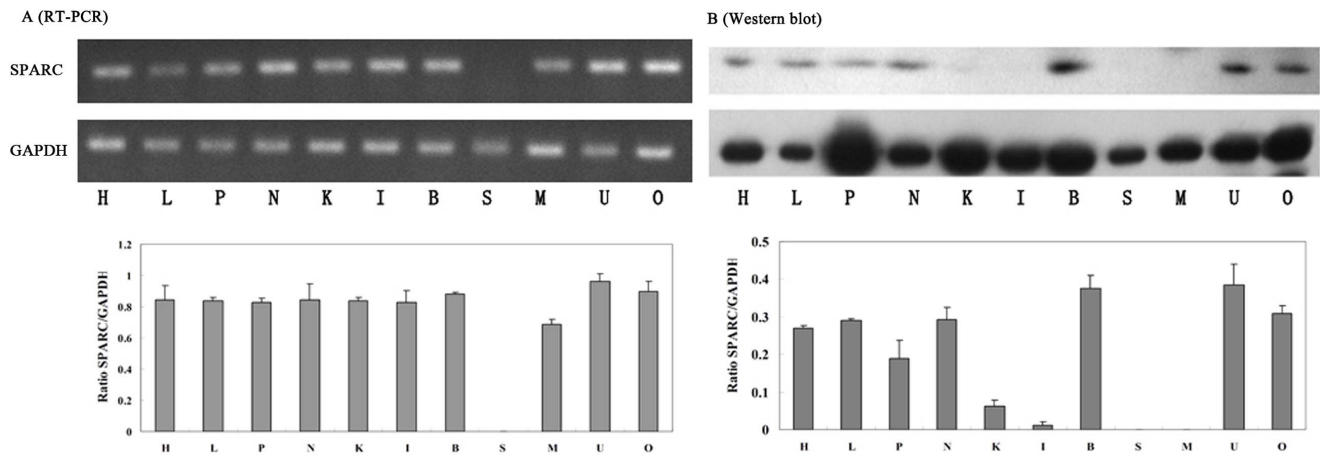 A (RT-PCR)
SPARC
GAPDH
H L P N K I B S M U O
1.2
1
0.8
0.6
0.4
0.2
0
Ratio SPARC/GAPDH
H L P N K I B S M U O
B (Western blot)
H L P N K I B S M U O
0.5
0.4
0.3
0.2
0.1
0
Ratio SPARC/GAPDH
H L P N K I B S M U O